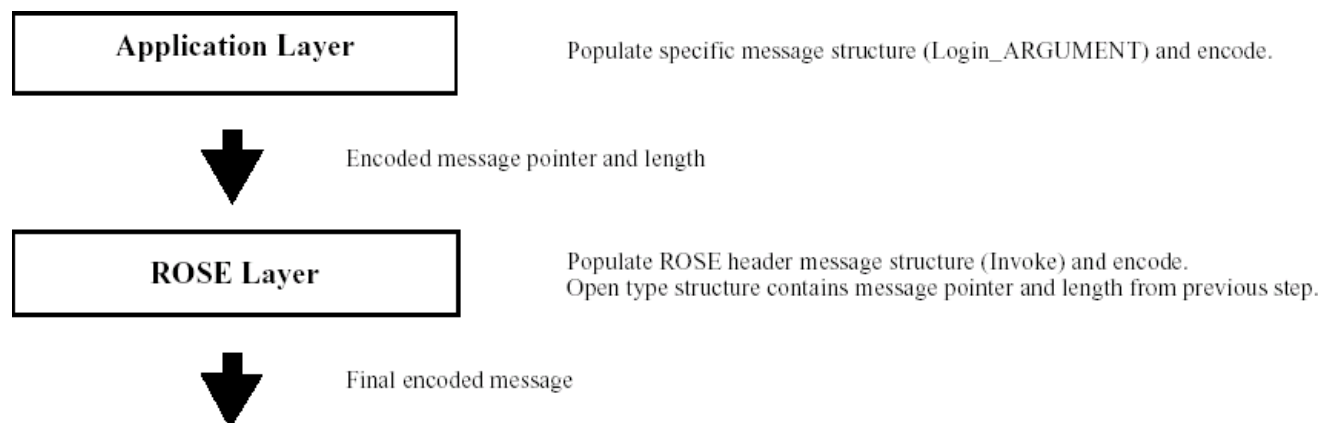 Application Layer
Populate specific message structure (Login_ARGUMENT) and encode.
Encoded message pointer and length
ROSE Layer
Populate ROSE header message structure (Invoke) and encode.
Open type structure contains message pointer and length from previous step.
Final encoded message